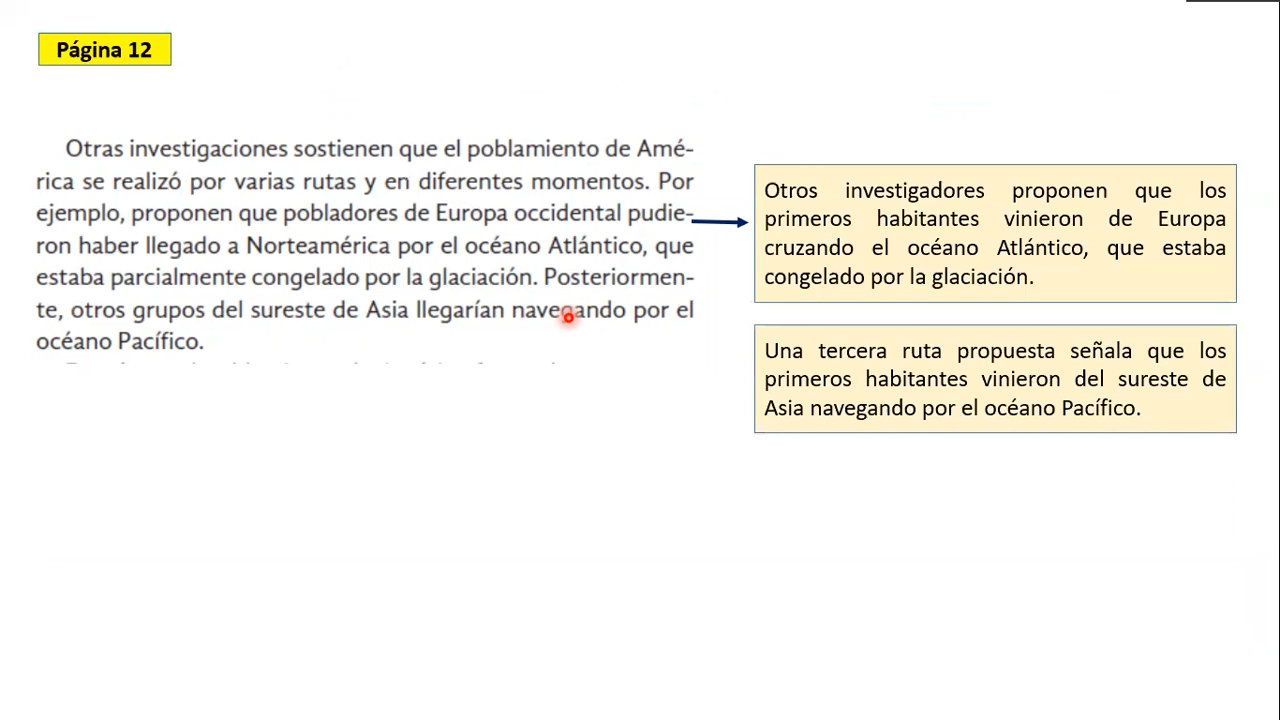 Página 12
Otras investigaciones sostienen que el poblamiento de Amé-
rica se realizó por varias rutas y en diferentes momentos. Por
ejemplo, proponen que pobladores de Europa occidental pudie-
ron haber llegado a Norteamérica por el océano Atlántico, que
estaba parcialmente congelado por la glaciación. Posteriormen-
te, otros grupos del sureste de Asia llegarían navegando por el
océano Pacífico.
Otros investigadores proponen que los
primeros habitantes vinieron de Europa
cruzando el océano Atlántico, que estaba
congelado por la glaciación.
Una tercera ruta propuesta señala que los
primeros habitantes vinieron del sureste de
Asia navegando por el océano Pacífico.